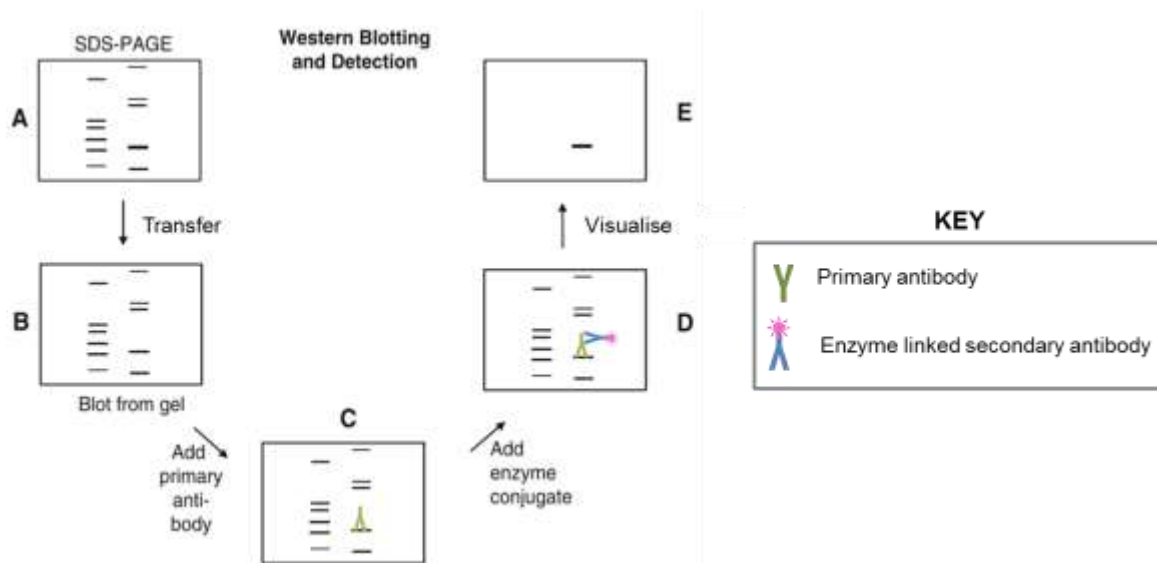 SDS-PAGE
Western Blotting
and Detection
A
E
Transfer
Visualise
KEY
B
D
Primary antibody
Enzyme linked secondary antibody
Blot from gel
C
Add
primary
anti-
body
Add
enzyme
conjugate